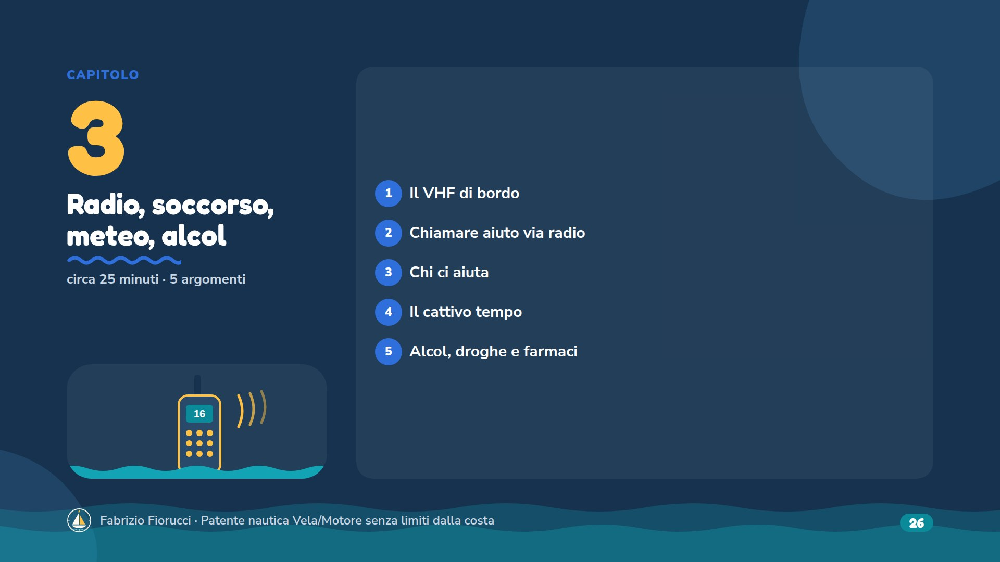 CAPITOLO
3
Radio, soccorso,
meteo, alcol
circa 25 minuti · 5 argomenti
16
1 Il VHF di bordo
2 Chiamare aiuto via radio
3 Chi ci aiuta
4 Il cattivo tempo
5 Alcol, droghe e farmaci
Fabrizio Fiorucci · Patente nautica Vela/Motore senza limiti dalla costa
26